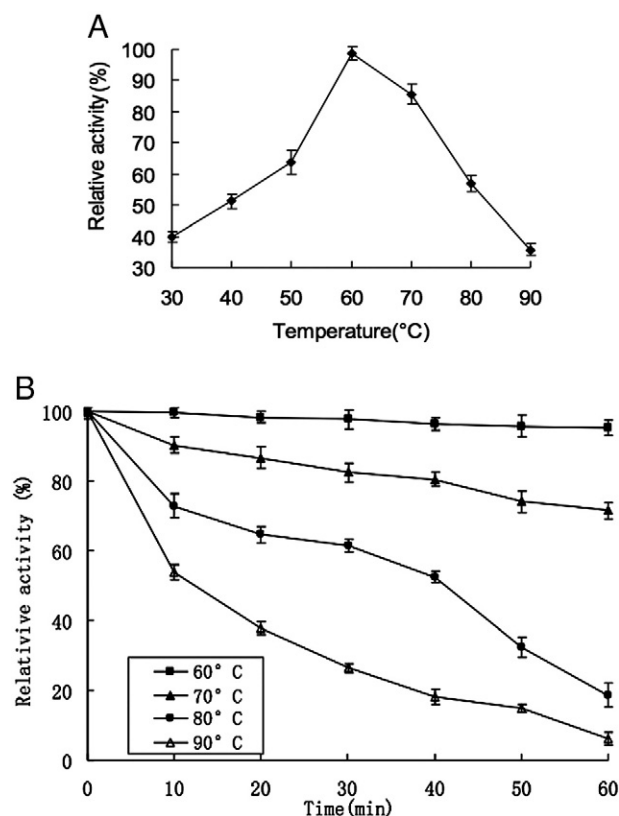 A
Relative activity(%)
100
90
80
70
60
50
40
30
30 40 50 60 70 80 90
Temperature(°C)
B
Relativive activity (%)
100
80
60
40
20
0
60° C
70° C
80° C
90° C
0 10 20 30 40 50 60
Time(min)